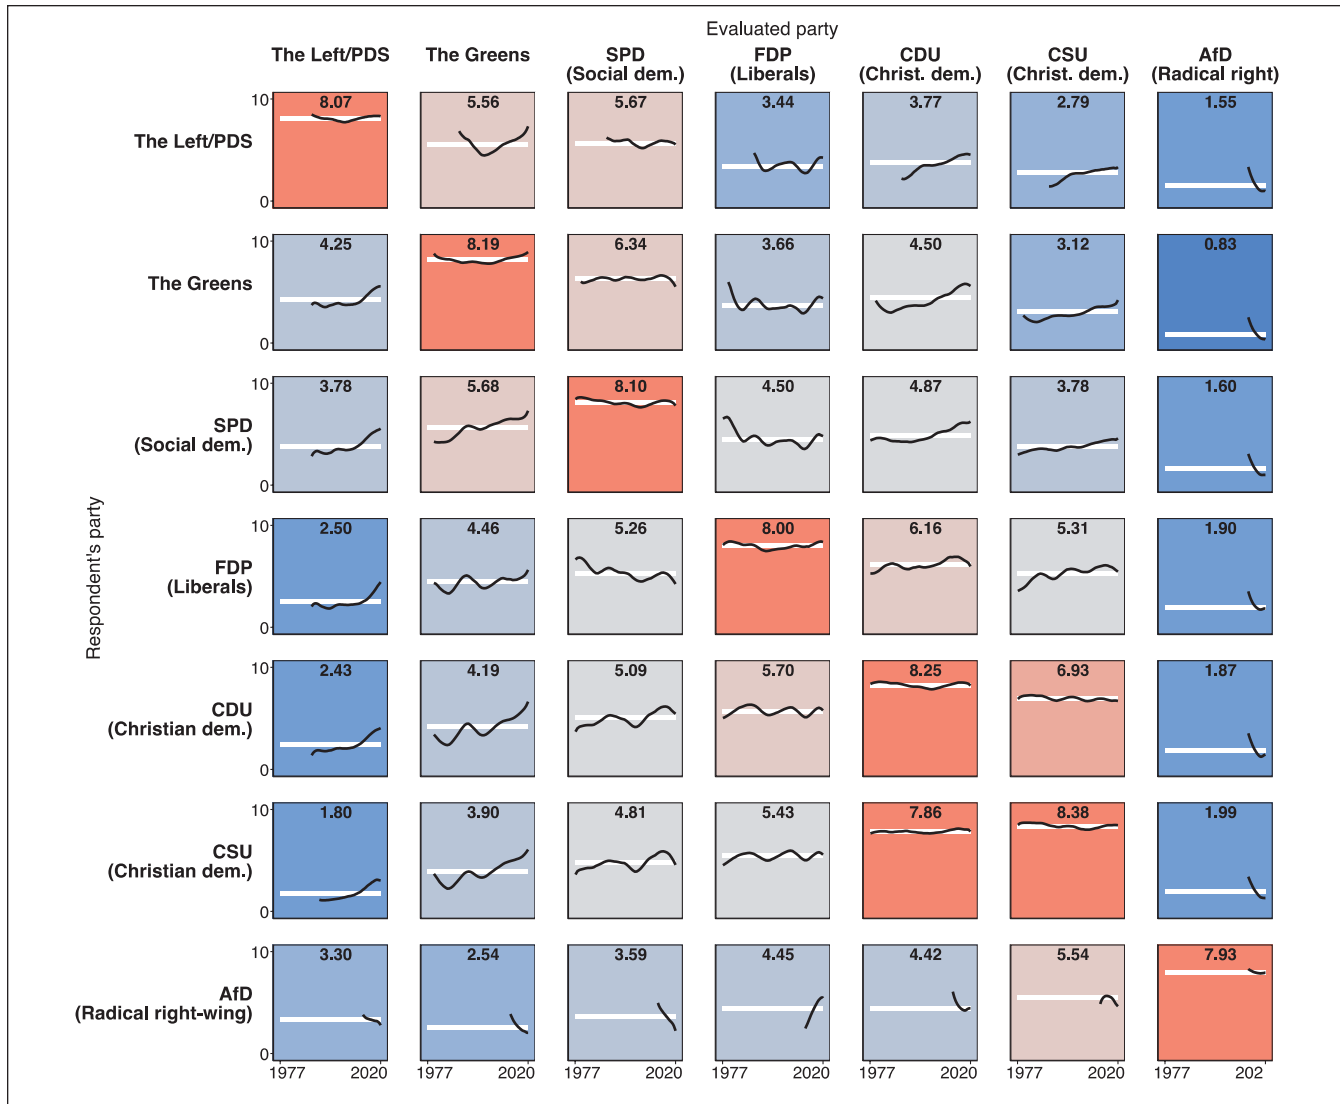 Evaluated party
The Left/PDS The Greens SPD FDP CDU CSU AfD
(Social dem.) (Liberals) (Christ. dem.) (Christ. dem.) (Radical right)
10 8.07 5.56 5.67 3.44 3.77 2.79 1.55
The Left/PDS
0
10 4.25 8.19 6.34 3.66 4.50 3.12 0.83
The Greens
0
10 3.78 5.68 8.10 4.50 4.87 3.78 1.60
SPD
(Social dem.)
0
Respondent's party
10 2.50 4.46 5.26 8.00 6.16 5.31 1.90
FDP
(Liberals)
0
10 2.43 4.19 5.09 5.70 8.25 6.93 1.87
CDU
(Christian dem.)
0
10 1.80 3.90 4.81 5.43 7.86 8.38 1.99
CSU
(Christian dem.)
0
10 3.30 2.54 3.59 4.45 4.42 5.54 7.93
AfD
(Radical right-wing)
0
1977 2020 1977 2020 1977 2020 1977 2020 1977 2020 1977 2020 1977 202